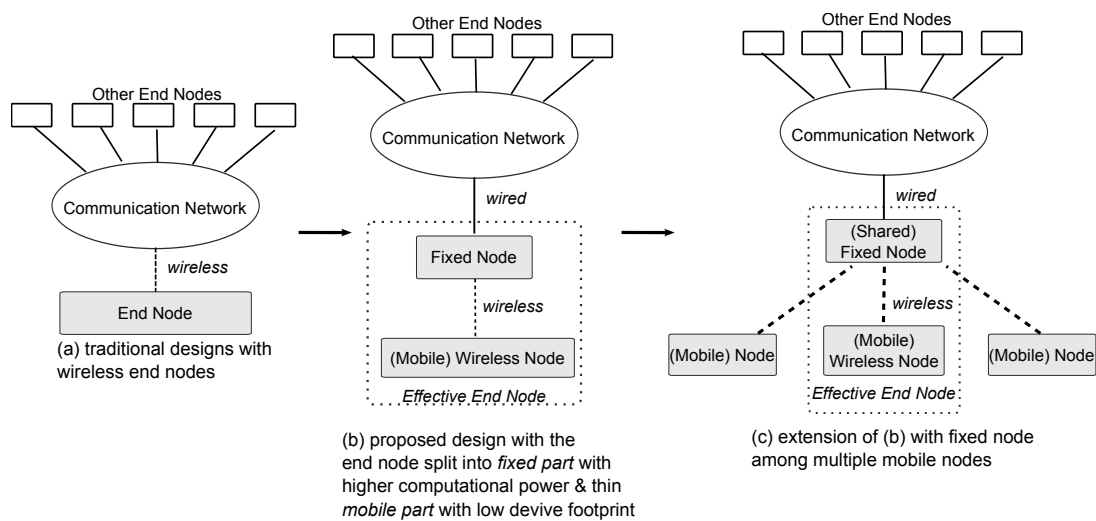 Other End Nodes
Communication Network
wireless
End Node
(a) traditional designs with
wireless end nodes
Other End Nodes
Communication Network
wired
Fixed Node
wireless
(Mobile) Wireless Node
Effective End Node
(b) proposed design with the
end node split into fixed part with
higher computational power & thin
mobile part with low devive footprint
Other End Nodes
Communication Network
wired
(Shared)
Fixed Node
wireless
(Mobile) Node
(Mobile)
Wireless Node
(Mobile) Node
Effective End Node
(c) extension of (b) with fixed node
among multiple mobile nodes